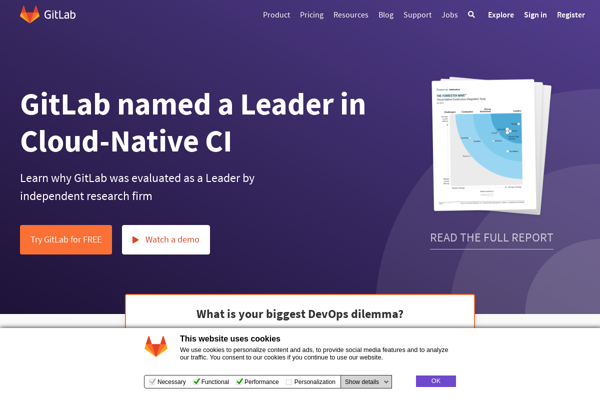 GitLab
Product Pricing Resources Blog Support Jobs Explore Sign in Register
GitLab named a Leader in
Cloud-Native CI
Learn why GitLab was evaluated as a Leader by
independent research firm
Try GitLab for FREE
Watch a demo
THE FORRESTER WAVE™
READ THE FULL REPORT
What is your biggest DevOps dilemma?
This website uses cookies
We use cookies to personalize content and ads, to provide social media features and to analyze
our traffic. You consent to our cookies if you continue to use our website.
Necessary Functional Performance Personalization Show details
OK